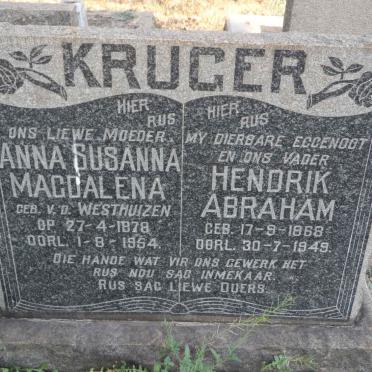 KRUGER
HIER RUS
ONS LIEWE MOEDER
ANNA SUSANNA
MAGDALENA
GEB. V.D. WESTHUIZEN
OP 27-4-1878
OORL. 1-8-1954.
HIER RUS
MY DIERBARE EGGENOOT
EN ONS VADER
HENDRIK
ABRAHAM
GEB. 17-9-1868
OORL. 30-7-1949.
DIE HANDE WAT VIR ONS GEWERK HET
RUS NOU SAG INMEKAAR.
RUS SAG LIEWE OUERS.